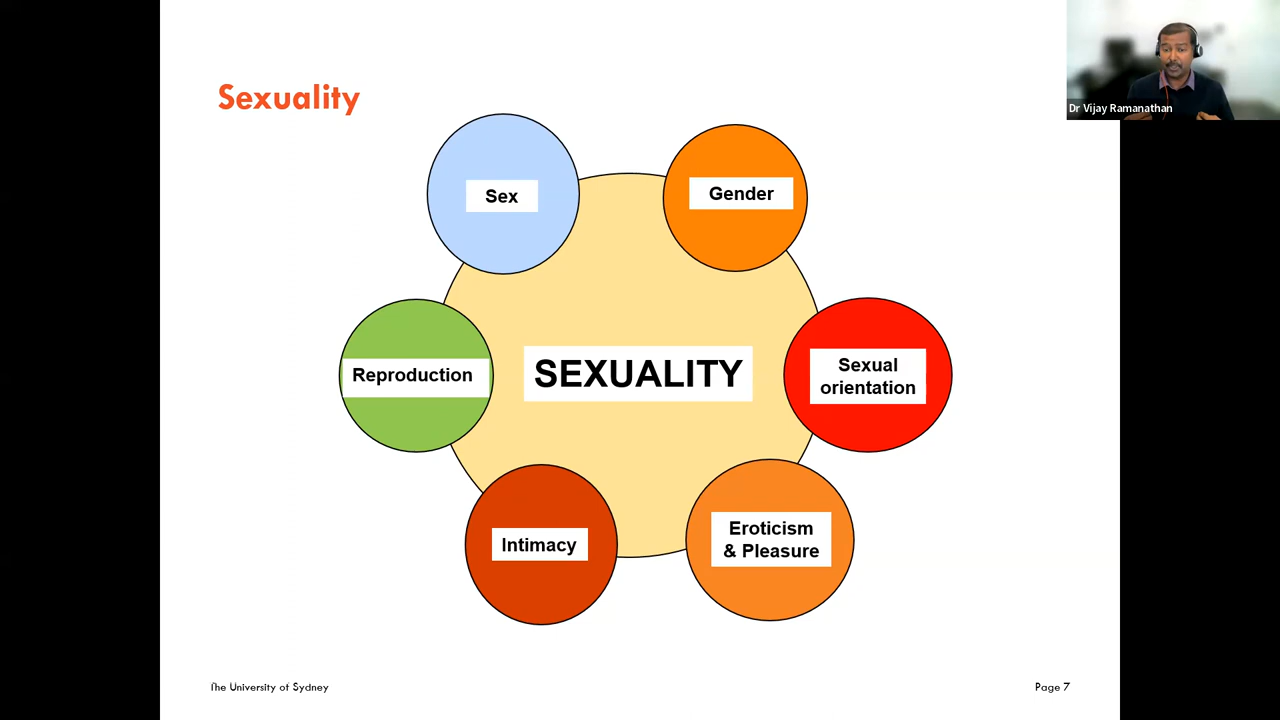 Sexuality
Dr Vijay Ramanathan
Sex
Gender
Reproduction
SEXUALITY
Sexual
orientation
Intimacy
Eroticism
& Pleasure
The University of Sydney
Page 7